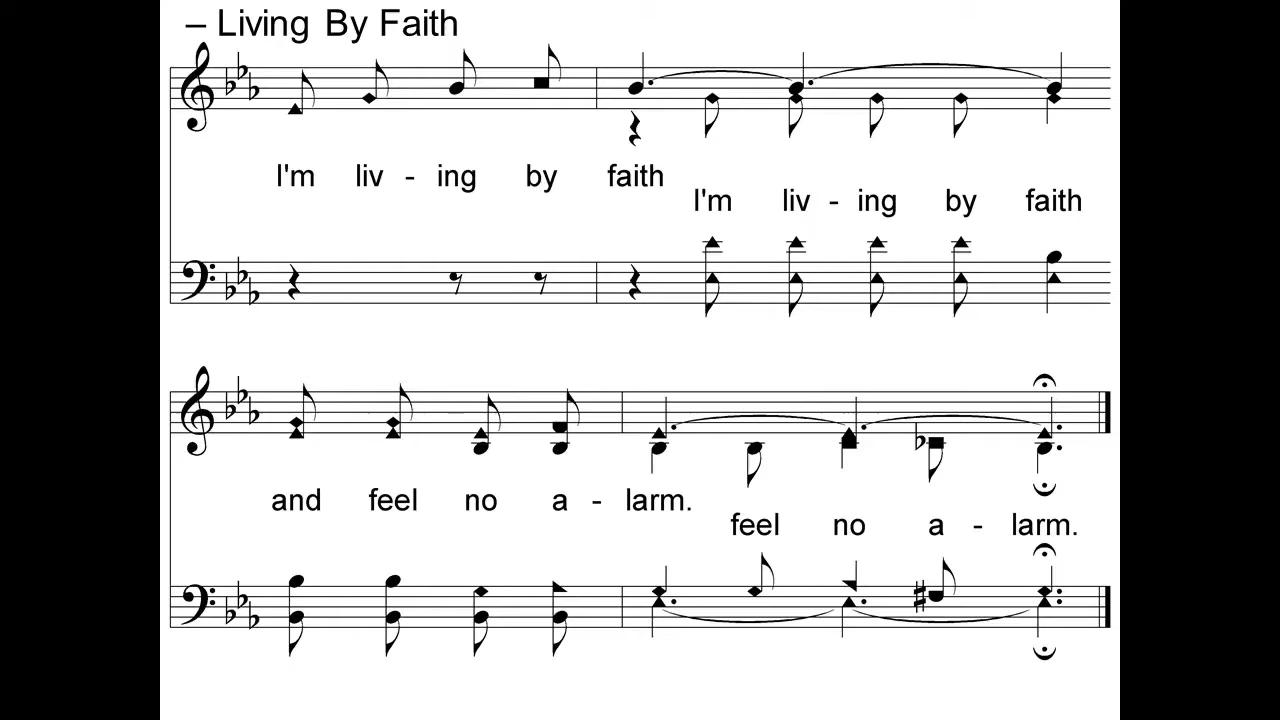 – Living By Faith
I'm liv - ing by faith
I'm liv - ing by faith
and feel no a - larm.
feel no a - larm.